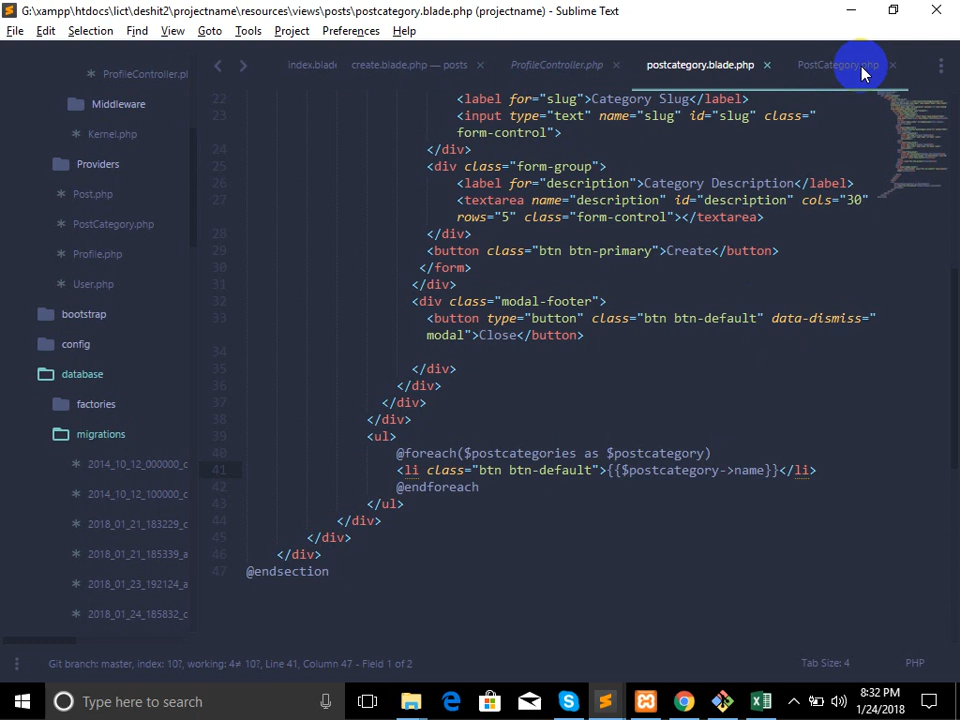 G:\xampp\htdocs\lict\deshit2\projectname\resources\views\posts\postcategory.blade.php (projectname) - Sublime Text
File Edit Selection Find View Goto Tools Project Preferences Help
index.blade create.blade.php — posts ProfileController.php postcategory.blade.php PostCategory.php
ProfileController.pl
Middleware
Kernel.php
Providers
Post.php
PostCategory.php
Profile.php
User.php
bootstrap
config
database
factories
migrations
2014_10_12_000000_c
2014_10_12_100000_c
2018_01_21_183229_c
2018_01_21_185339_a
2018_01_23_192124_a
2018_01_24_185832_c
22 <label for="slug">Category Slug</label>
23 <input type="text" name="slug" id="slug" class="
form-control">
24 </div>
25 <div class="form-group">
26 <label for="description">Category Description</label>
27 <textarea name="description" id="description" cols="30"
rows="5" class="form-control"></textarea>
28 </div>
29 <button class="btn btn-primary">Create</button>
30 </form>
31 </div>
32 <div class="modal-footer">
33 <button type="button" class="btn btn-default" data-dismiss="
modal">Close</button>
34
35 </div>
36 </div>
37 </div>
38 </div>
39 <ul>
40 @foreach($postcategories as $postcategory)
41 <li class="btn btn-default">{{$postcategory->name}}</li>
42 @endforeach
43 </ul>
44 </div>
45 </div>
46 </div>
47 @endsection
Git branch: master, index: 10?, working: 4≠ 10?, Line 41, Column 47 - Field 1 of 2 Tab Size: 4 PHP
Type here to search
8:32 PM
1/24/2018